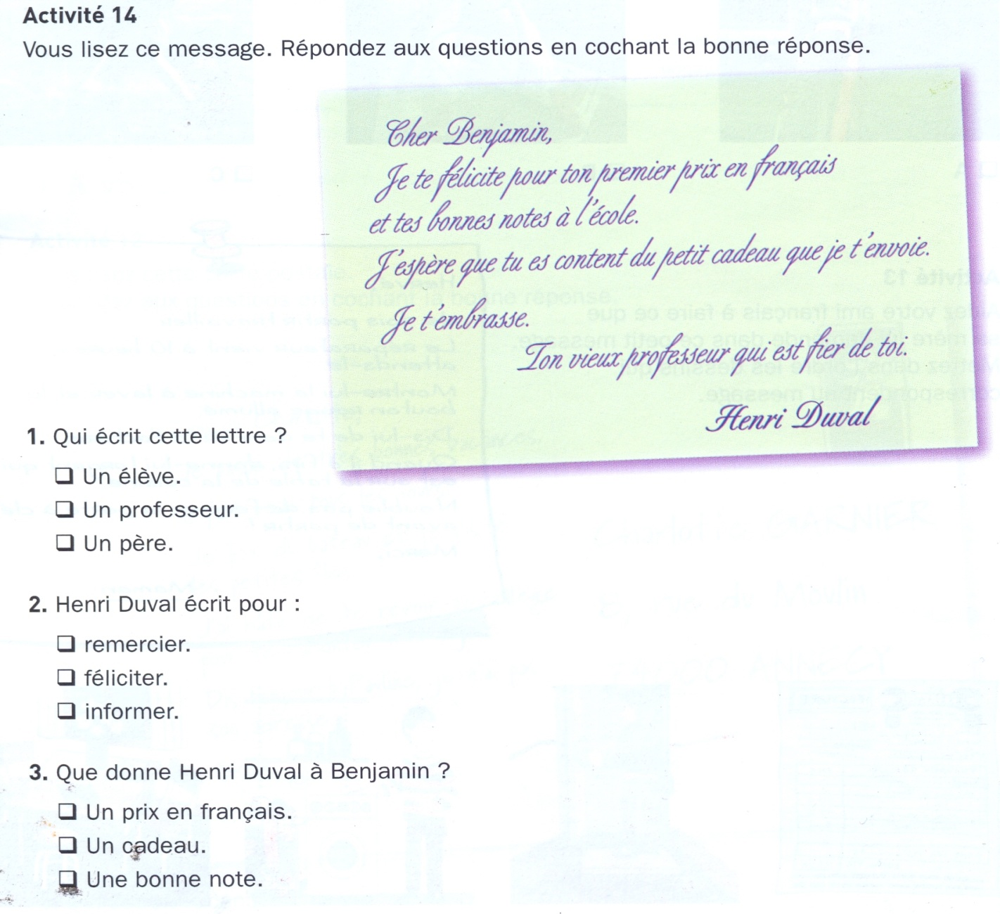 Activité 14
Vous lisez ce message. Répondez aux questions en cochant la bonne réponse.
Cher Benjamin,
Je te félicite pour ton premier prix en français
et tes bonnes notes à l'école.
J'espère que tu es content du petit cadeau que je t'envoie.
Je t'embrasse.
Ton vieux professeur qui est fier de toi.
Henri Duval
1. Qui écrit cette lettre ?
❑ Un élève.
❑ Un professeur.
❑ Un père.
2. Henri Duval écrit pour :
❑ remercier.
❑ féliciter.
❑ informer.
3. Que donne Henri Duval à Benjamin ?
❑ Un prix en français.
❑ Un cadeau.
❑ Une bonne note.